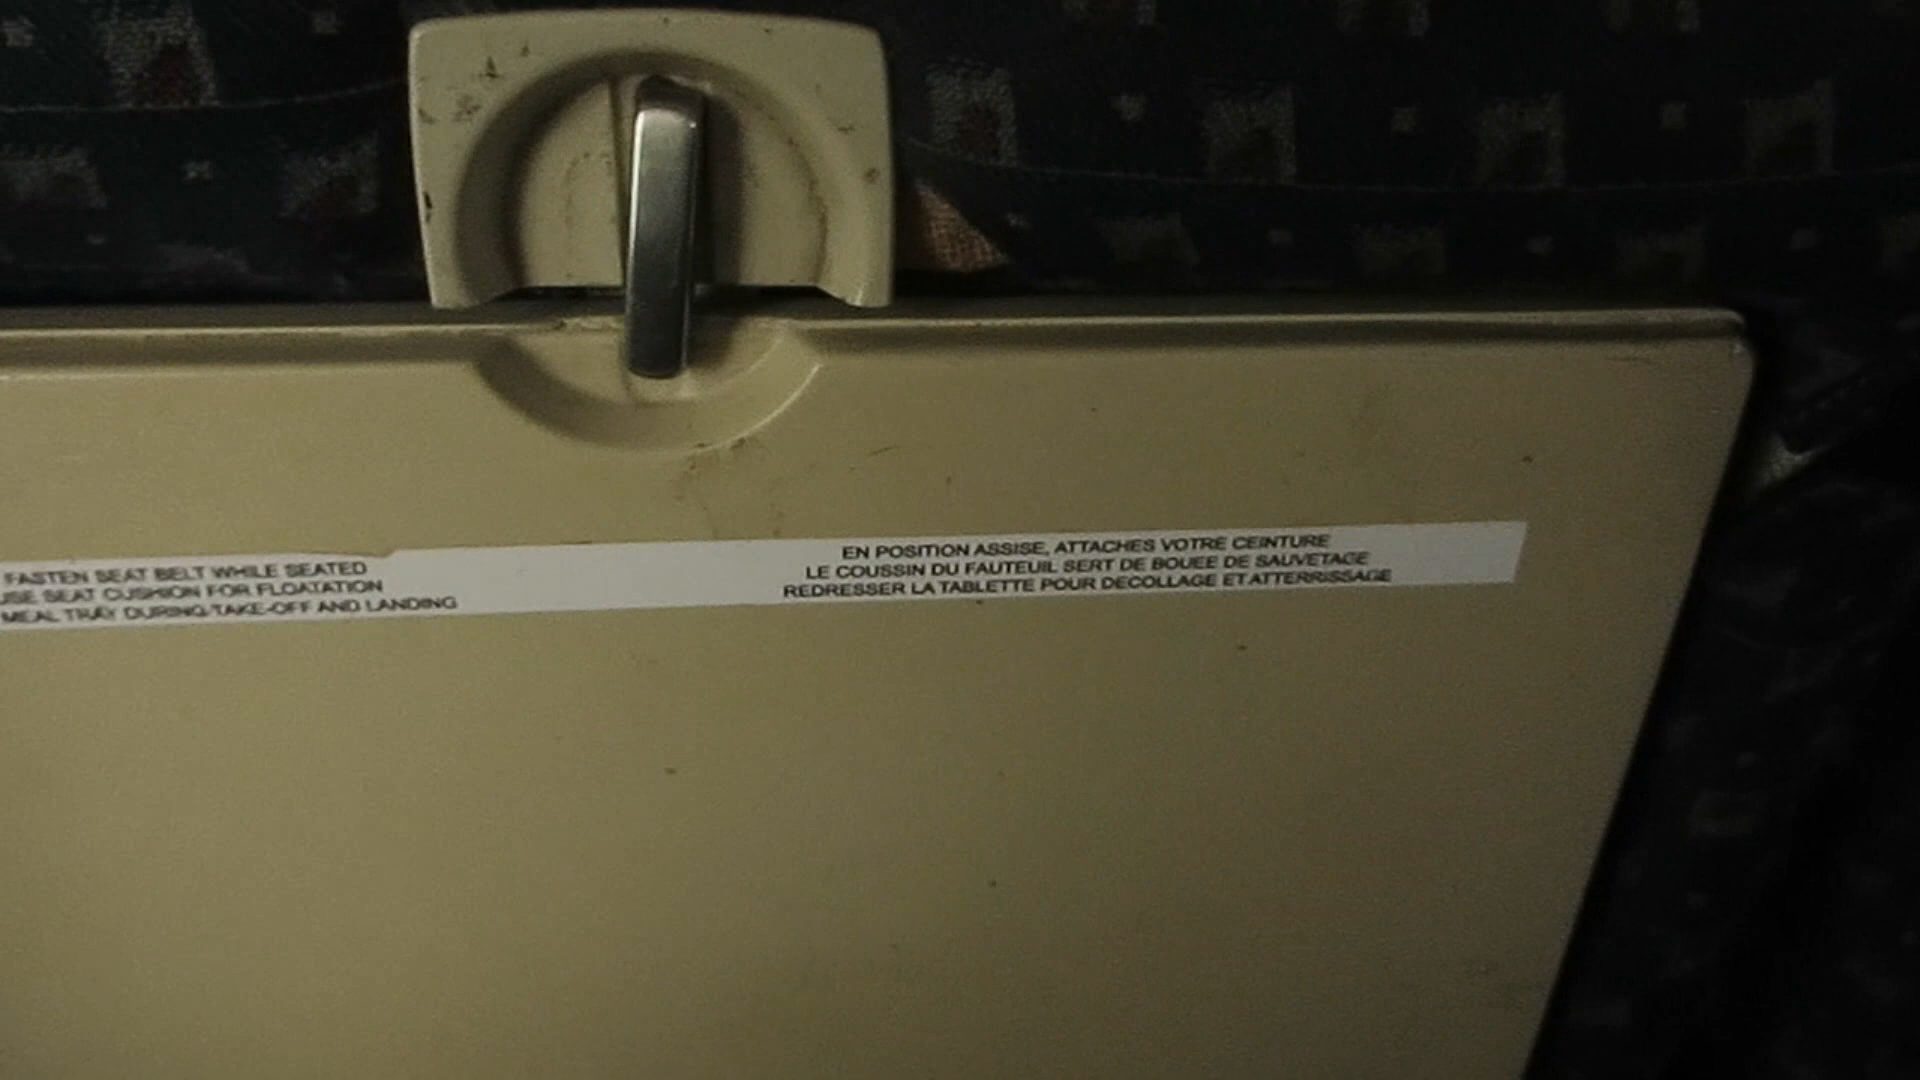 FASTEN SEAT BELT WHILE SEATED
USE SEAT CUSHION FOR FLOATATION
MEAL TRAY DURING TAKE-OFF AND LANDING
EN POSITION ASSISE, ATTACHES VOTRE CEINTURE
LE COUSSIN DU FAUTEUIL SERT DE BOUEE DE SAUVETAGE
REDRESSER LA TABLETTE POUR DECOLLAGE ET ATTERRISSAGE